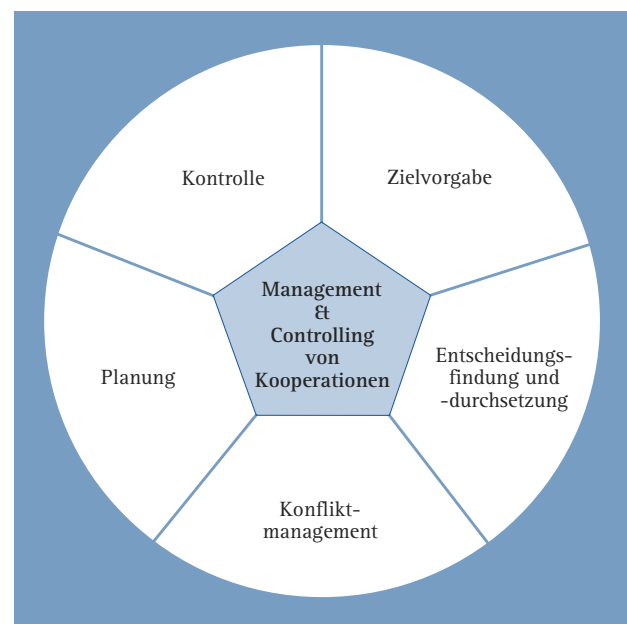 Kontrolle
Zielvorgabe
Management
&
Controlling
von
Kooperationen
Entscheidungs-
findung und
-durchsetzung
Planung
Konflikt-
management